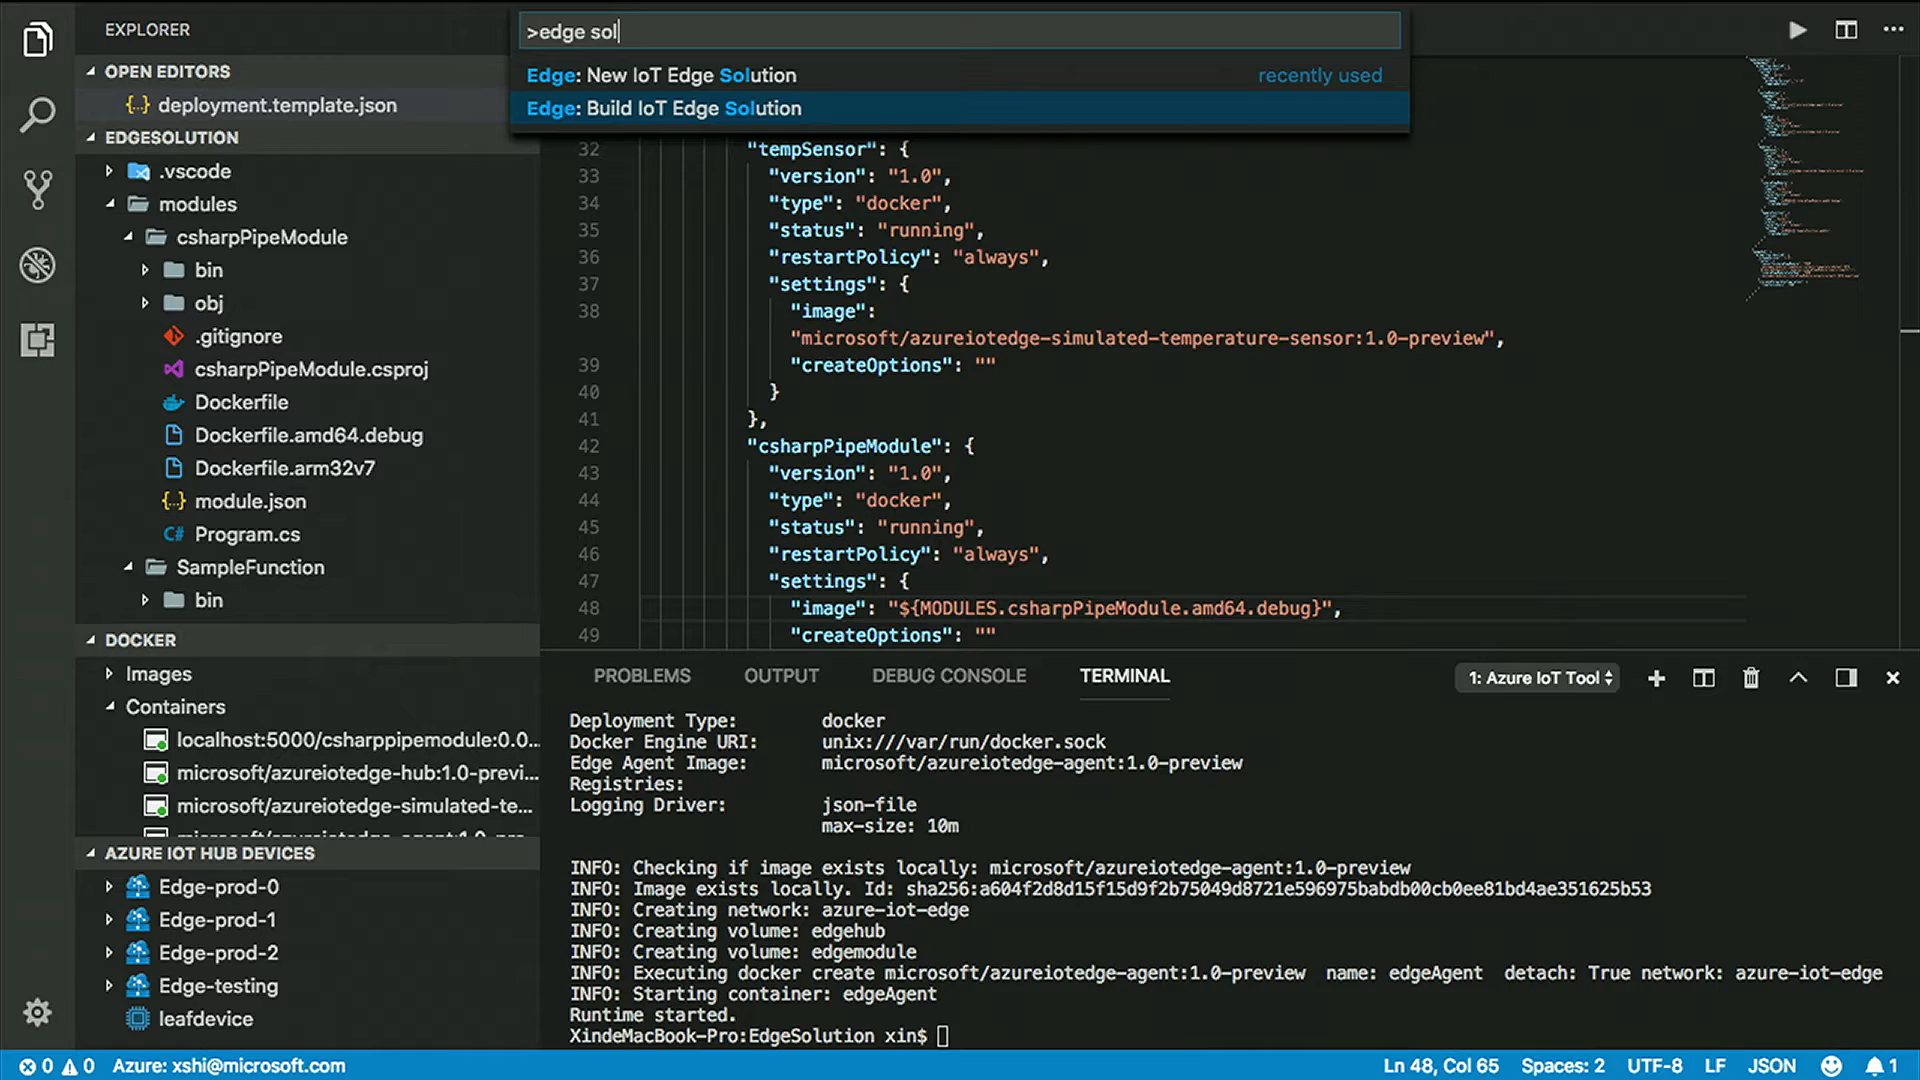 EXPLORER
OPEN EDITORS
{..} deployment.template.json
EDGESOLUTION
.vscode
modules
csharpPipeModule
bin
obj
.gitignore
csharpPipeModule.csproj
Dockerfile
Dockerfile.amd64.debug
Dockerfile.arm32v7
{..} module.json
C# Program.cs
SampleFunction
bin
DOCKER
Images
Containers
localhost:5000/csharppipemodule:0.0...
microsoft/azureiotedge-hub:1.0-previ...
microsoft/azureiotedge-simulated-te...
AZURE IOT HUB DEVICES
Edge-prod-0
Edge-prod-1
Edge-prod-2
Edge-testing
leafdevice
>edge sol
Edge: New IoT Edge Solution recently used
Edge: Build IoT Edge Solution
32 "tempSensor": {
33 "version": "1.0",
34 "type": "docker",
35 "status": "running",
36 "restartPolicy": "always",
37 "settings": {
38 "image":
"microsoft/azureiotedge-simulated-temperature-sensor:1.0-preview",
39 "createOptions": ""
40 }
41 },
42 "csharpPipeModule": {
43 "version": "1.0",
44 "type": "docker",
45 "status": "running",
46 "restartPolicy": "always",
47 "settings": {
48 "image": "${MODULES.csharpPipeModule.amd64.debug}",
49 "createOptions": ""
PROBLEMS OUTPUT DEBUG CONSOLE TERMINAL 1: Azure IoT Tool
Deployment Type: docker
Docker Engine URI: unix:///var/run/docker.sock
Edge Agent Image: microsoft/azureiotedge-agent:1.0-preview
Registries:
Logging Driver: json-file
max-size: 10m
INFO: Checking if image exists locally: microsoft/azureiotedge-agent:1.0-preview
INFO: Image exists locally. Id: sha256:a604f2d8d15f15d9f2b75049d8721e596975babdb00cb0ee81bd4ae351625b53
INFO: Creating network: azure-iot-edge
INFO: Creating volume: edgehub
INFO: Creating volume: edgemodule
INFO: Executing docker create microsoft/azureiotedge-agent:1.0-preview name: edgeAgent detach: True network: azure-iot-edge
INFO: Starting container: edgeAgent
Runtime started.
XindeMacBook-Pro:EdgeSolution xin$
0 0 Azure: xshi@microsoft.com Ln 48, Col 65 Spaces: 2 UTF-8 LF JSON 1